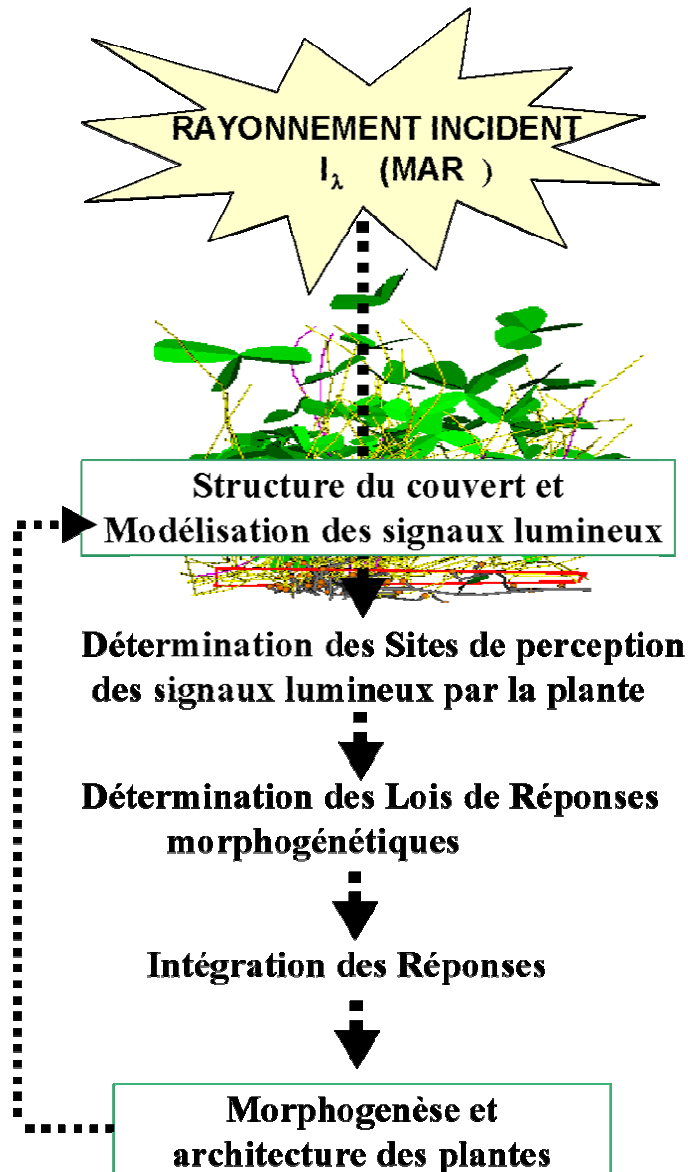 RAYONNEMENT INCIDENT
Iλ (MAR )
Structure du couvert et
Modélisation des signaux lumineux
Détermination des Sites de perception
des signaux lumineux par la plante
Détermination des Lois de Réponses
morphogénétiques
Intégration des Réponses
Morphogenèse et
architecture des plantes